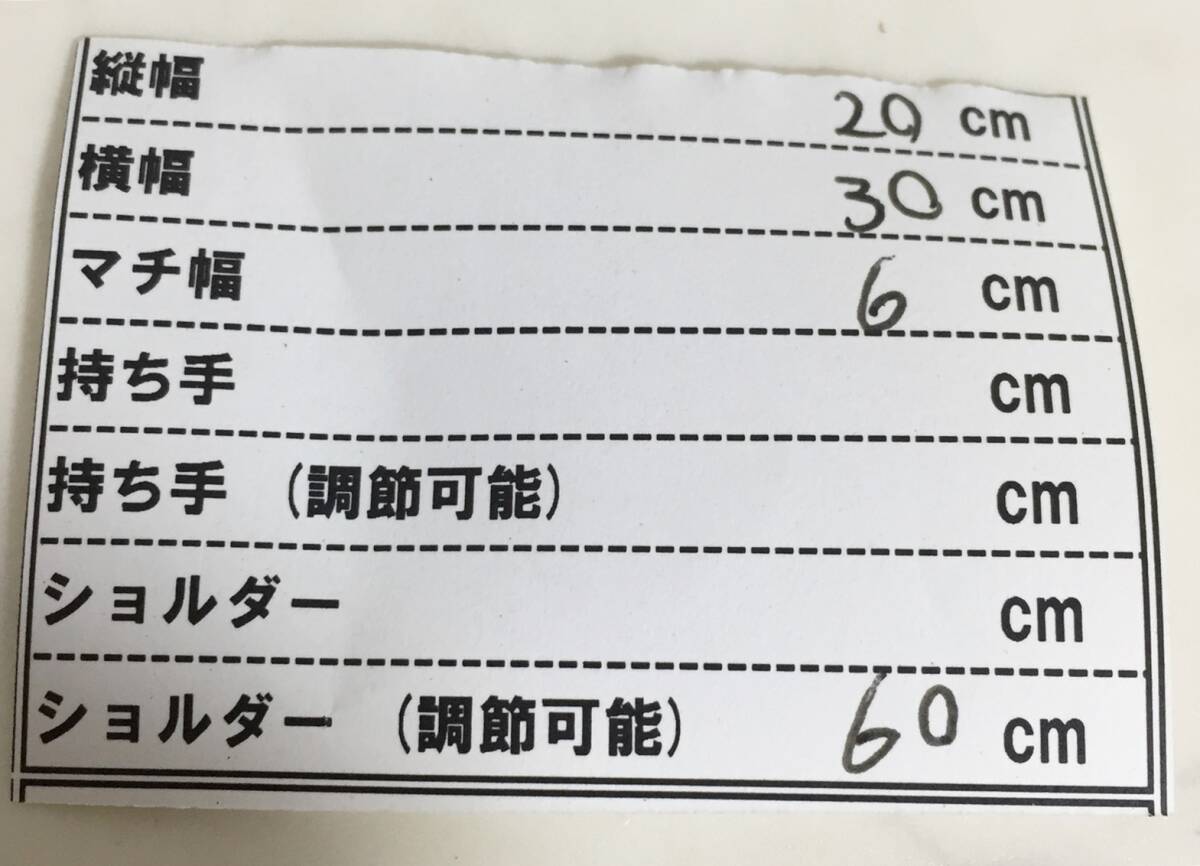 縦幅 20 cm
横幅 30 cm
マチ幅 6 cm
持ち手 cm
持ち手 (調節可能) cm
ショルダー cm
ショルダー (調節可能) 60 cm